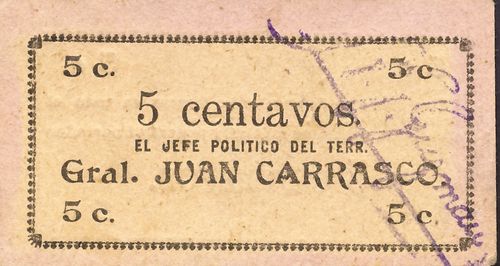 5 c. 5 c
5 centavos.
EL JEFE POLITICO DEL TERR.
Gral. JUAN CARRASCO
5 c. 5 c.